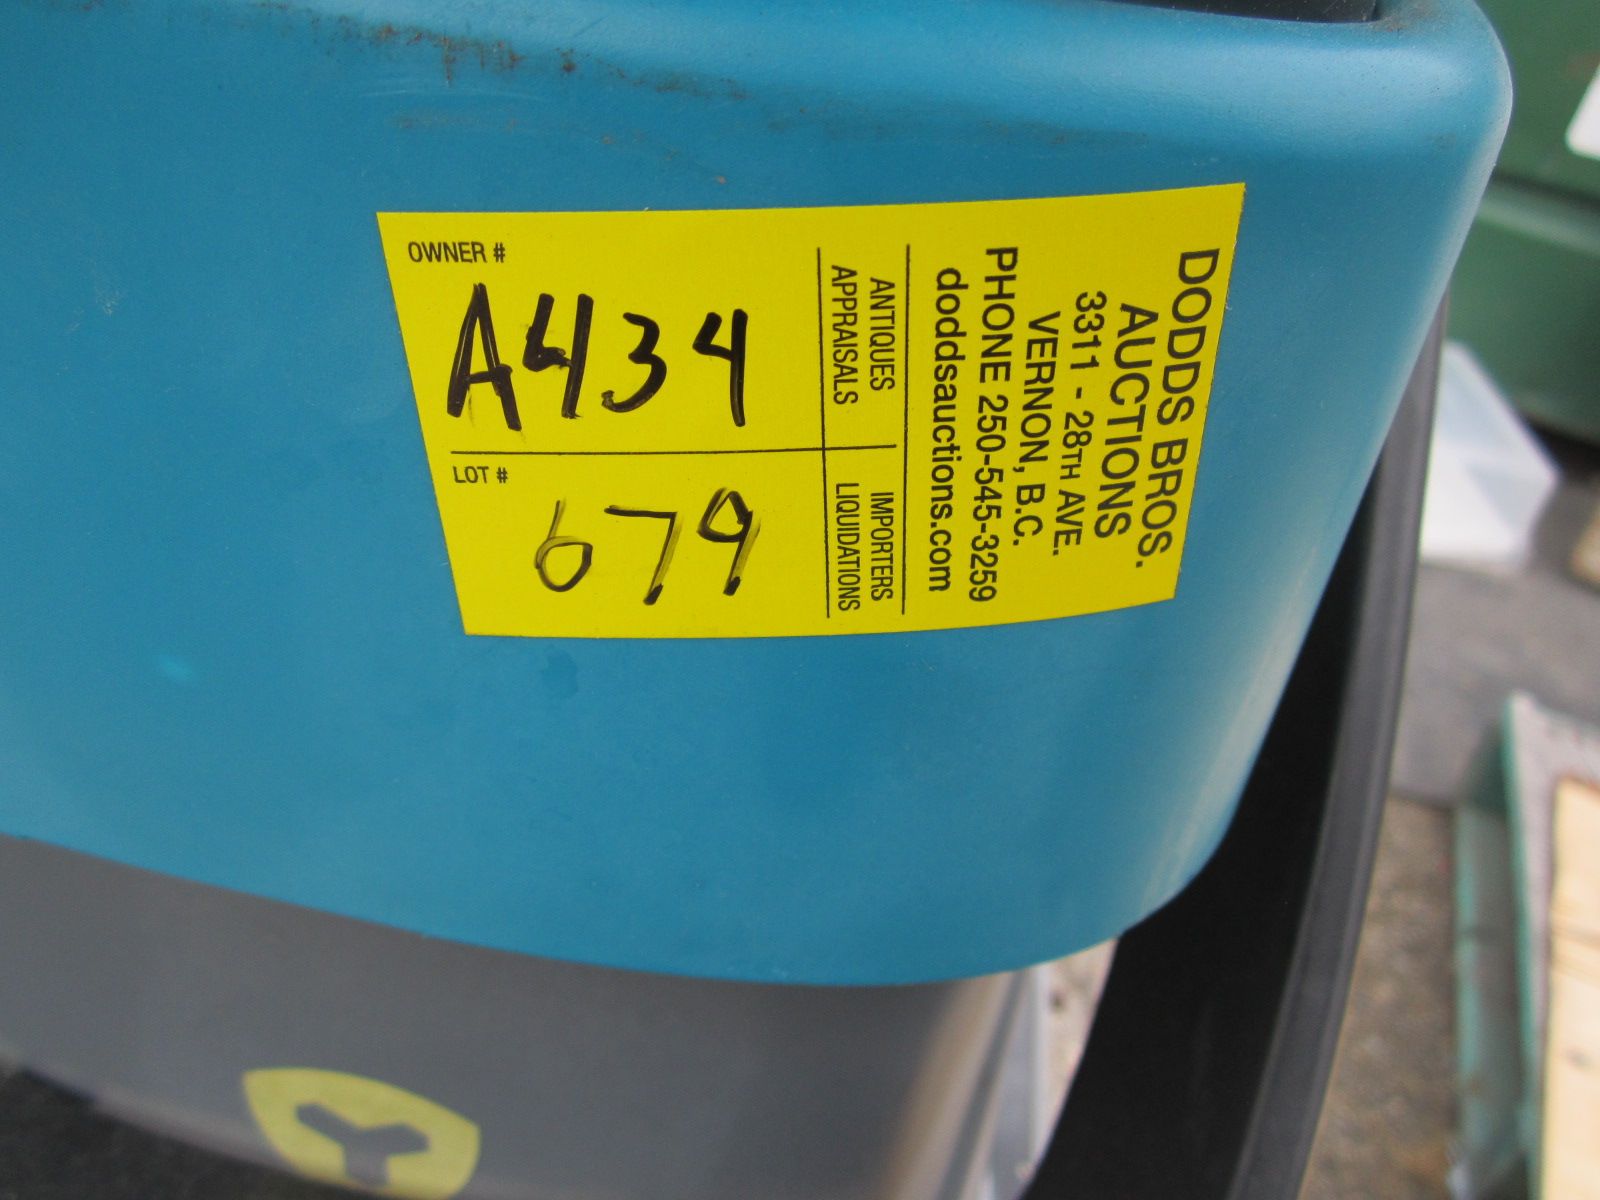 OWNER #
A434
LOT #
679
ANTIQUES
APPRAISALS
IMPORTERS
LIQUIDATIONS
DODDS BROS.
AUCTIONS
3311 - 28TH AVE.
VERNON, B.C.
PHONE 250-545-3259
doddsauctions.com